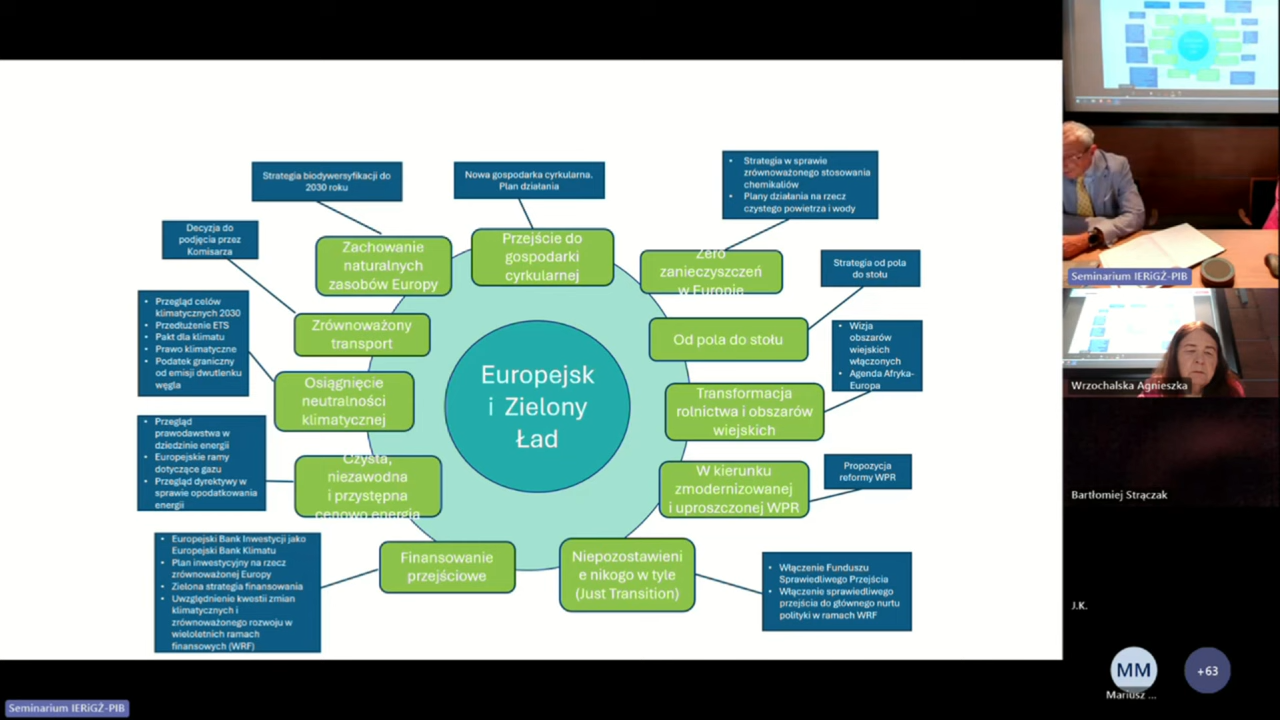 Strategia biodywersyfikacji do
2030 roku
Nowa gospodarka cyrkularna.
Plan działania
• Strategia w sprawie
zrównoważonego stosowania
chemikaliów
• Plany działania na rzecz
czystego powietrza i wody
Decyzja do
podjęcia przez
Komisarza
Zachowanie
naturalnych
zasobów Europy
Przejście do
gospodarki
cyrkularnej
Zero
zanieczyszczeń
w Europie
Strategia od pola
do stołu
• Przegląd celów
klimatycznych 2030
• Przedłużenie ETS
• Pakt dla klimatu
• Prawo klimatyczne
• Podatek graniczny
od emisji dwutlenku
węgla
Zrównoważony
transport
Od pola do stołu
• Wizja
obszarów
wiejskich
włączonych
• Agenda Afryka-
Europa
Osiągnięcie
neutralności
klimatycznej
Europejsk
i Zielony
Ład
Transformacja
rolnictwa i obszarów
wiejskich
• Przegląd
prawodawstwa w
dziedzinie energii
• Europejskie ramy
dotyczące gazu
• Przegląd dyrektywy w
sprawie opodatkowania
energii
Czysta,
niezawodna
i przystępna
cenowo energia
W kierunku
zmodernizowanej
i uproszczonej WPR
Propozycja
reformy WPR
• Europejski Bank Inwestycji jako
Europejski Bank Klimatu
• Plan inwestycyjny na rzecz
zrównoważonej Europy
• Zielona strategia finansowania
• Uwzględnienie kwestii zmian
klimatycznych i
zrównoważonego rozwoju w
wieloletnich ramach
finansowych (WRF)
Finansowanie
przejściowe
Niepozostawieni
e nikogo w tyle
(Just Transition)
• Włączenie Funduszu
Sprawiedliwego Przejścia
• Włączenie sprawiedliwego
przejścia do głównego nurtu
polityki w ramach WRF
Seminarium IERiGŻ-PIB
Wrzochalska Agnieszka
Bartłomiej Strączak
J.K.
MM
+63
Mariusz ...
Seminarium IERiGŻ-PIB